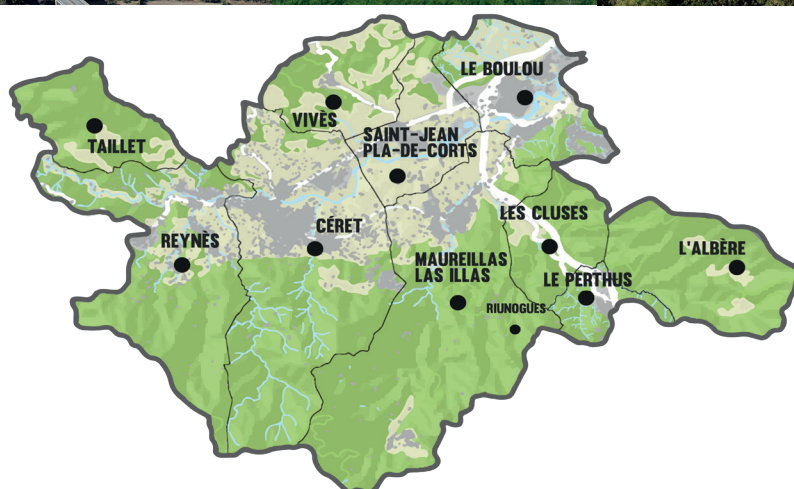 LE BOULOU
VIVÈS
SAINT-JEAN
PLA-DE-CORTS
TAILLET
LES CLUSES
CÉRET
REYNÈS
L'ALBÈRE
MAUREILLAS
LAS ILLAS
LE PERTHUS
RIUNOGUES